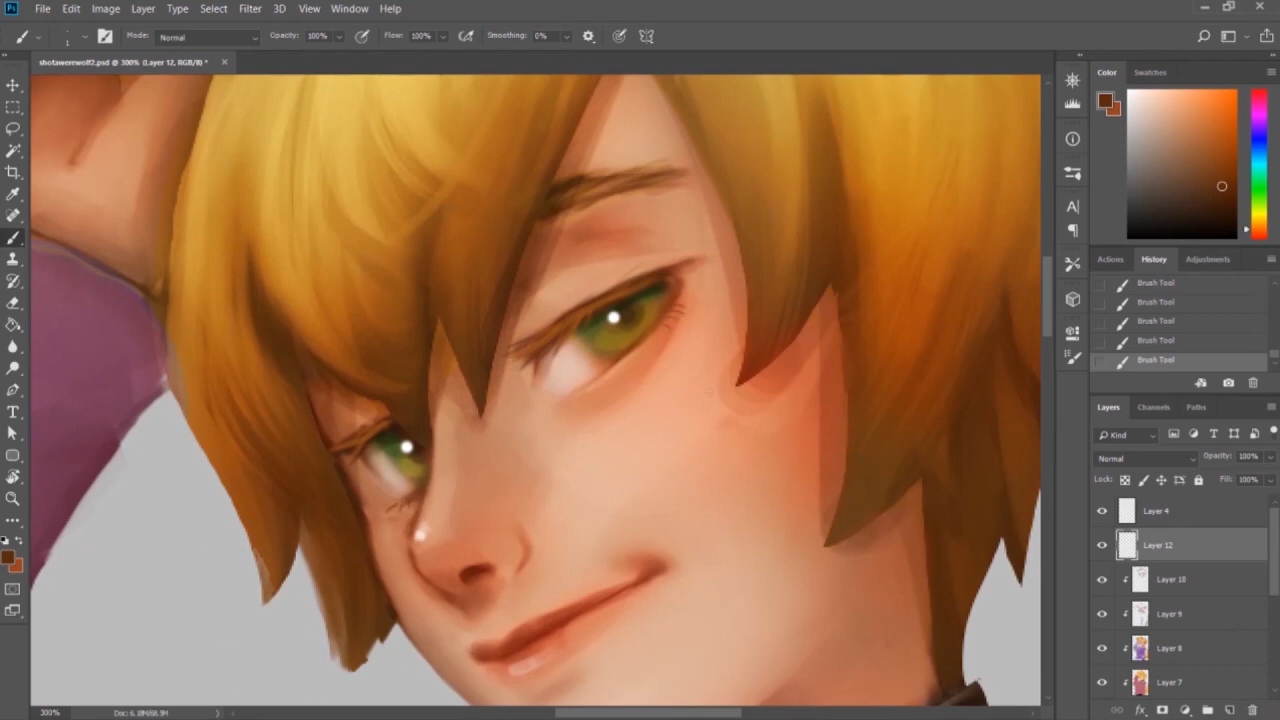 Ps File Edit Image Layer Type Select Filter 3D View Window Help
1 Mode: Normal Opacity: 100% Flow: 100% Smoothing: 0%
shotawerewolf2.psd @ 300% (Layer 12, RGB/8) *
Color Swatches
Actions History Adjustments
Brush Tool
Brush Tool
Brush Tool
Brush Tool
Brush Tool
Layers Channels Paths
Kind
Normal Opacity: 100%
Lock: Fill: 100%
Layer 4
Layer 12
Layer 10
Layer 9
Layer 8
Layer 7
300% Doc: 6.18M/68.9M